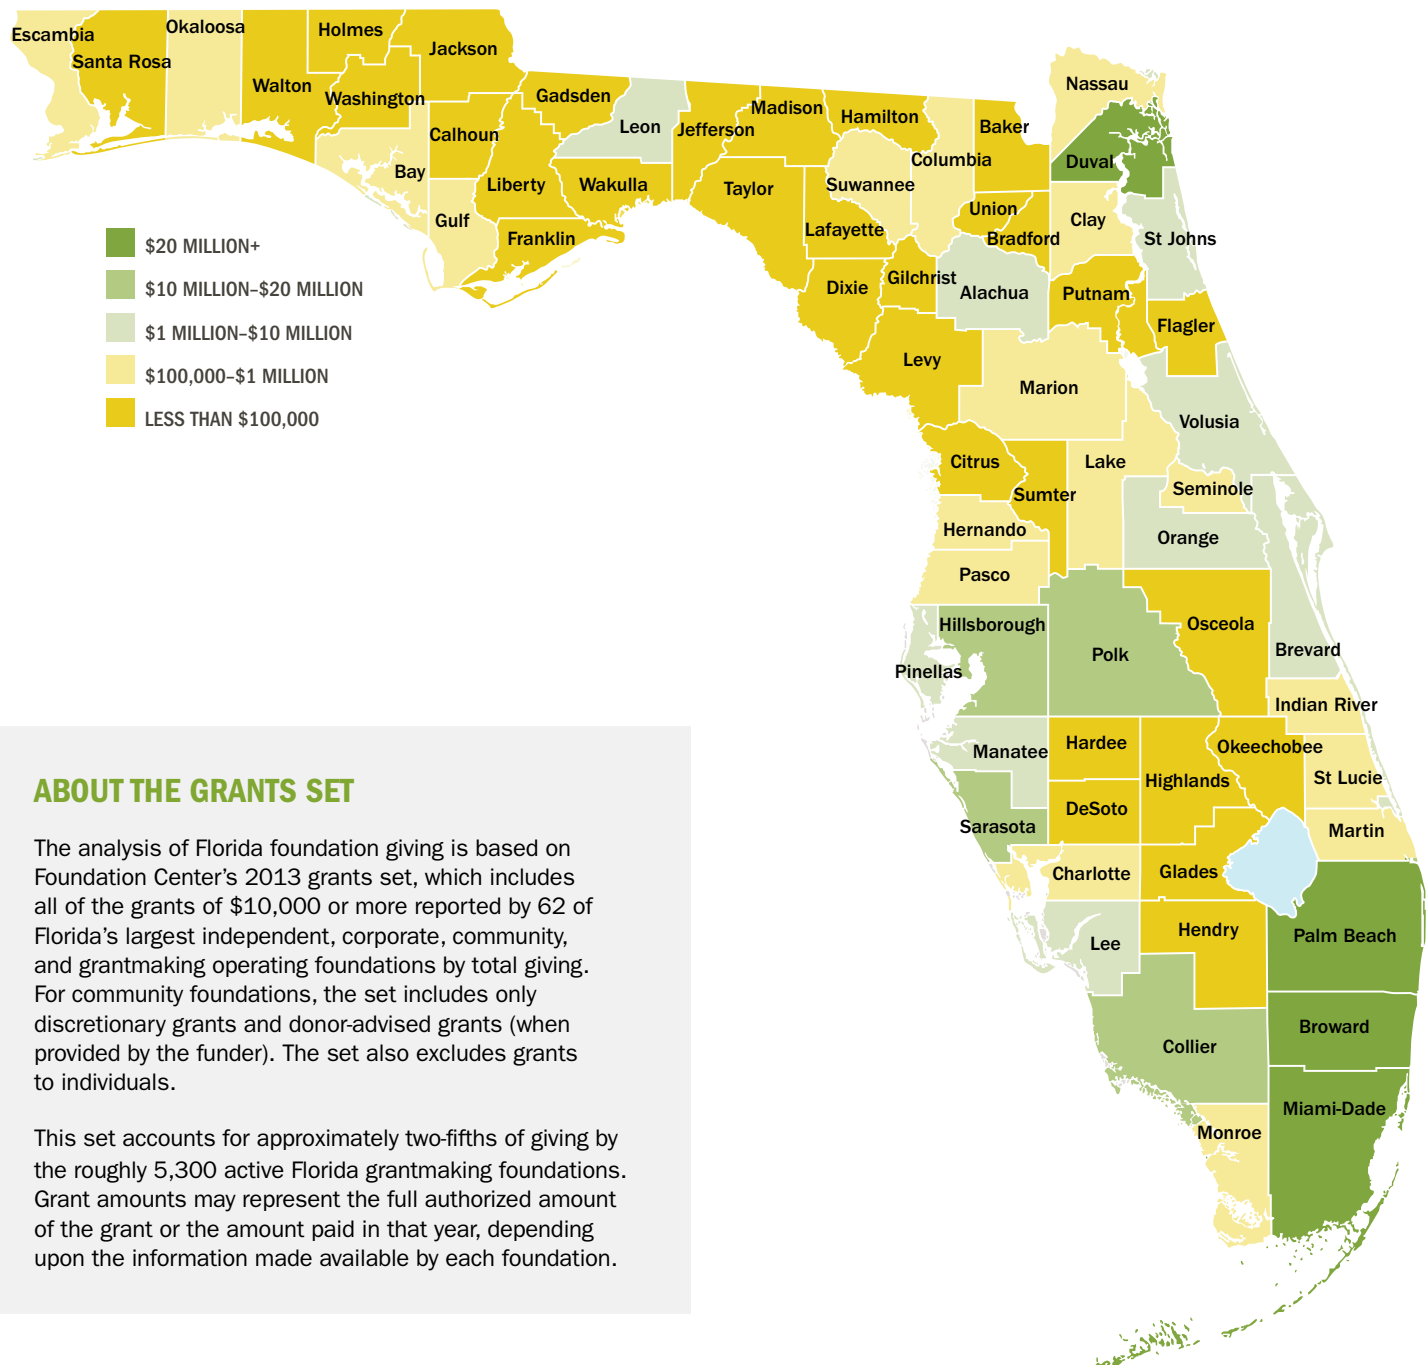 Escambia
Santa Rosa
Okaloosa
Walton
Holmes
Washington
Jackson
Bay
Calhoun
Gulf
Liberty
Gadsden
Franklin
Leon
Wakulla
Jefferson
Madison
Taylor
Hamilton
Suwannee
Lafayette
Dixie
Columbia
Gilchrist
Levy
Baker
Union
Bradford
Alachua
Nassau
Duval
Clay
St Johns
Putnam
Flagler
Marion
Volusia
Citrus
Sumter
Lake
Seminole
Hernando
Orange
Pasco
Hillsborough
Pinellas
Polk
Osceola
Brevard
Indian River
Manatee
Hardee
Highlands
Okeechobee
St Lucie
DeSoto
Sarasota
Martin
Charlotte
Glades
Lee
Hendry
Palm Beach
Broward
Collier
Miami-Dade
Monroe
$20 MILLION+
$10 MILLION–$20 MILLION
$1 MILLION–$10 MILLION
$100,000–$1 MILLION
LESS THAN $100,000
ABOUT THE GRANTS SET
The analysis of Florida foundation giving is based on
Foundation Center’s 2013 grants set, which includes
all of the grants of $10,000 or more reported by 62 of
Florida’s largest independent, corporate, community,
and grantmaking operating foundations by total giving.
For community foundations, the set includes only
discretionary grants and donor-advised grants (when
provided by the funder). The set also excludes grants
to individuals.
This set accounts for approximately two-fifths of giving by
the roughly 5,300 active Florida grantmaking foundations.
Grant amounts may represent the full authorized amount
of the grant or the amount paid in that year, depending
upon the information made available by each foundation.